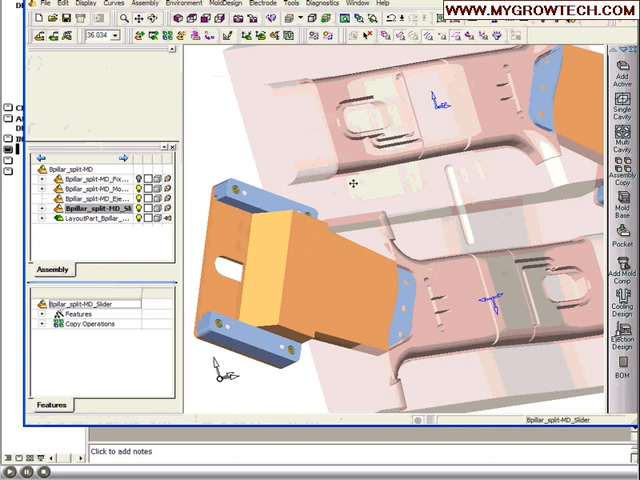 WWW.MYGROWTECH.COM
File Edit View Display Curves Assembly Environment MoldDesign Electrode Tools Diagnostics Help
36.034
Bpillar_split-MD
Bpillar_split-MD_Fix...
Bpillar_split-MD_Mo...
Bpillar_split-MD_Eje...
Bpillar_split-MD_Sli
LayoutPart_Bpillar_...
Assembly
Bpillar_split-MD_Slider
Features
Copy Operations
Features
Add Active
Single Cavity
Multi Cavity
Assembly Copy
Mold Base
Pocket
Add Mold Comp
Cooling Design
Ejection Design
BOM
Bpillar_split-MD_Slider
Click to add notes